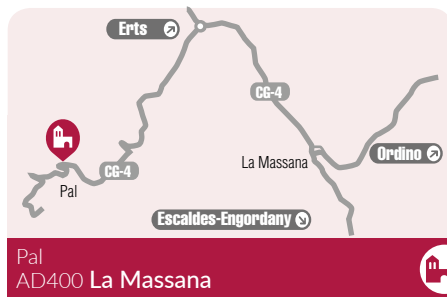 Erts
CG-4
La Massana
Ordino
CG-4
Pal
Escaldes-Engordany
Pal
AD400 La Massana